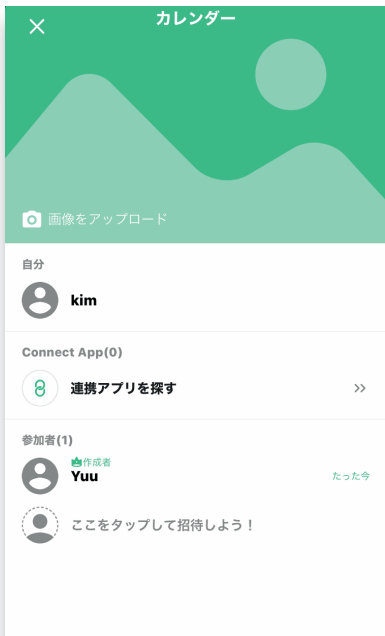 カレンダー
画像をアップロード
自分
kim
Connect App(0)
連携アプリを探す
参加者(1)
作成者
Yuu
たった今
ここをタップして招待しよう！